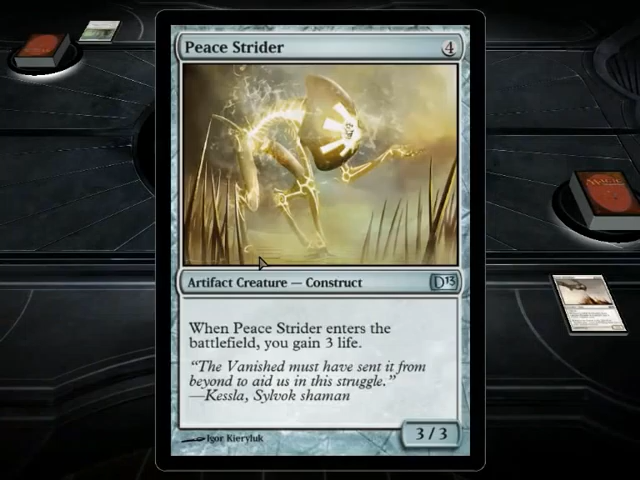 Peace Strider 4
Artifact Creature — Construct D13
When Peace Strider enters the
battlefield, you gain 3 life.
“The Vanished must have sent it from
beyond to aid us in this struggle.”
—Kessla, Sylvok shaman
3 / 3
Igor Kieryluk